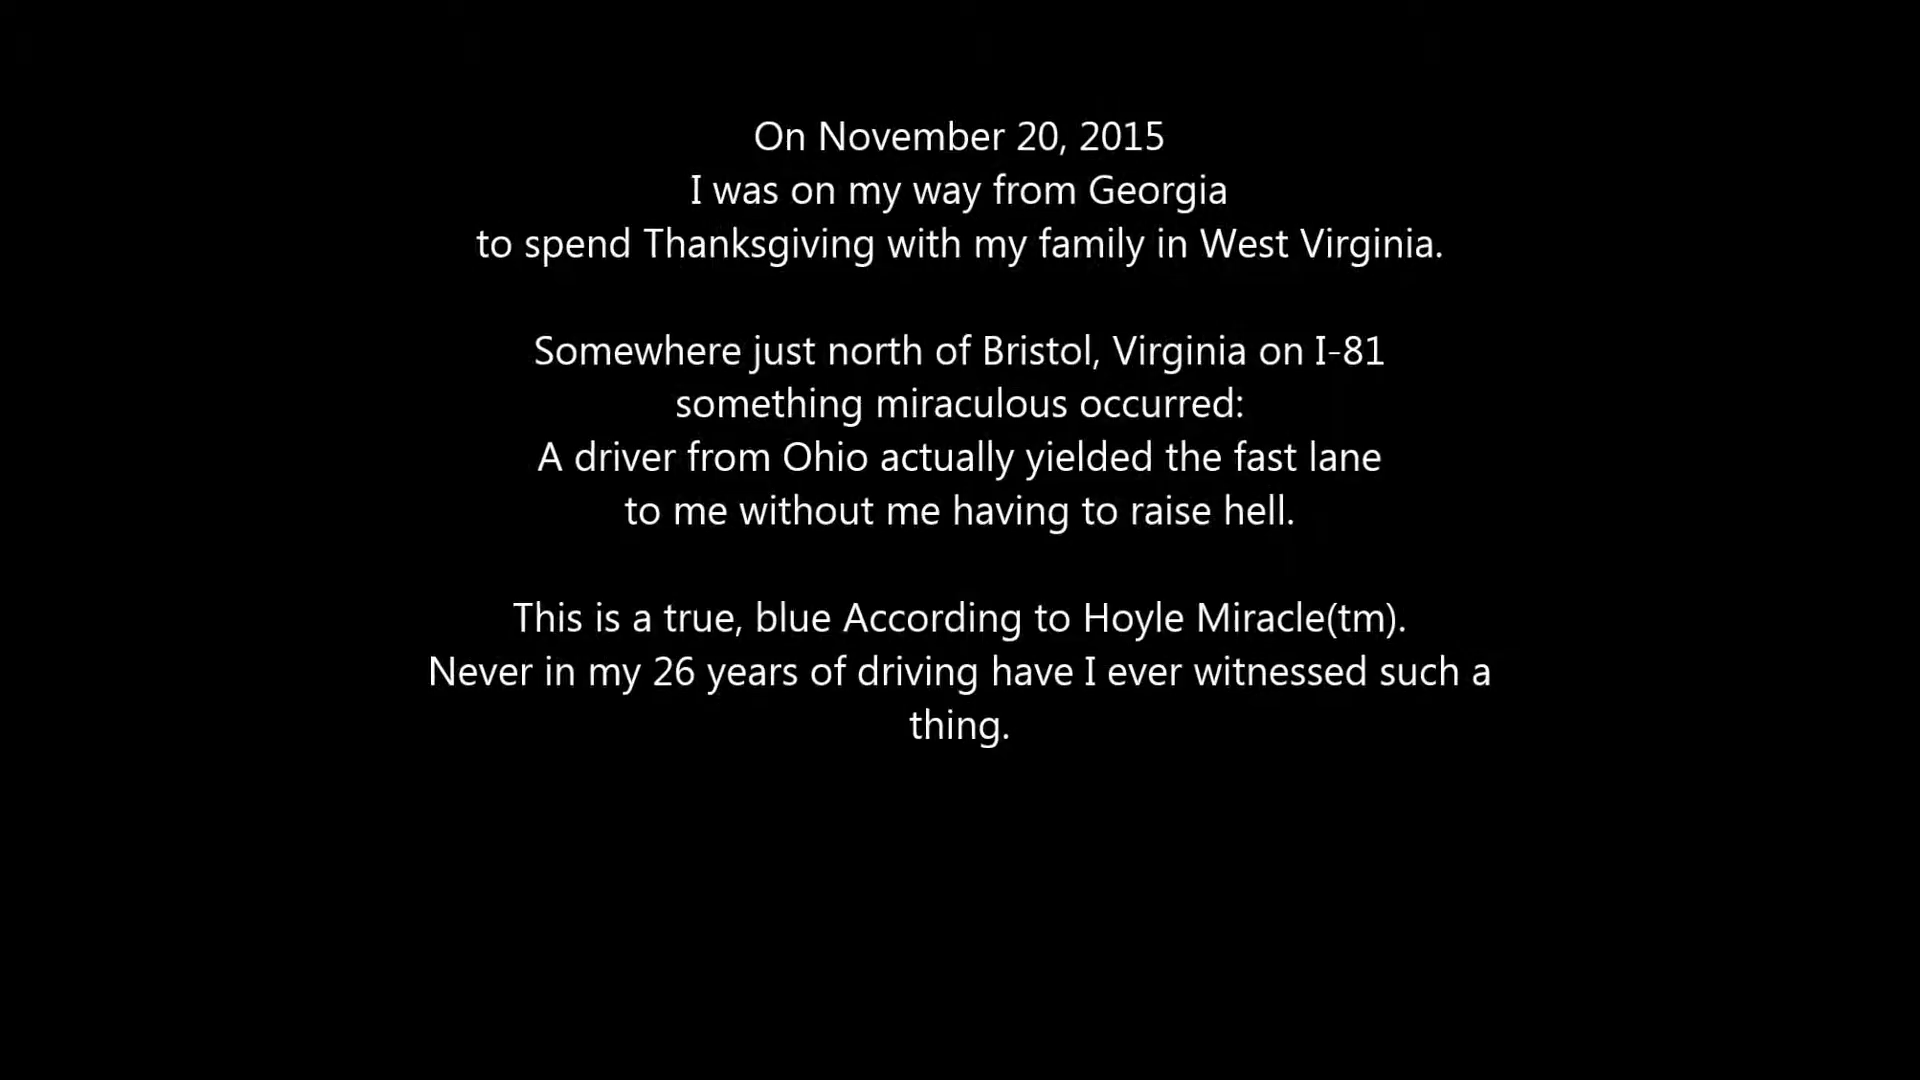 On November 20, 2015
I was on my way from Georgia
to spend Thanksgiving with my family in West Virginia.
Somewhere just north of Bristol, Virginia on I-81
something miraculous occurred:
A driver from Ohio actually yielded the fast lane
to me without me having to raise hell.
This is a true, blue According to Hoyle Miracle(tm).
Never in my 26 years of driving have I ever witnessed such a
thing.